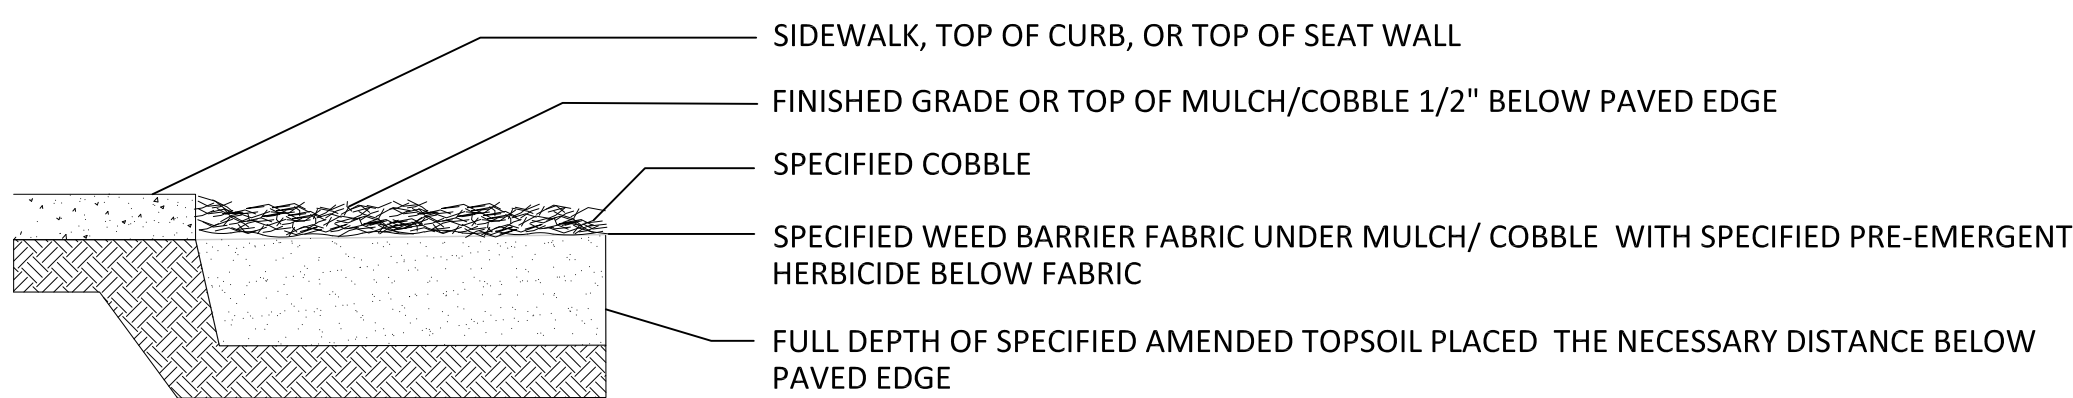 SIDEWALK, TOP OF CURB, OR TOP OF SEAT WALL
FINISHED GRADE OR TOP OF MULCH/COBBLE 1/2" BELOW PAVED EDGE
SPECIFIED COBBLE
SPECIFIED WEED BARRIER FABRIC UNDER MULCH/ COBBLE  WITH SPECIFIED PRE-EMERGENT
HERBICIDE BELOW FABRIC
FULL DEPTH OF SPECIFIED AMENDED TOPSOIL PLACED  THE NECESSARY DISTANCE BELOW
PAVED EDGE